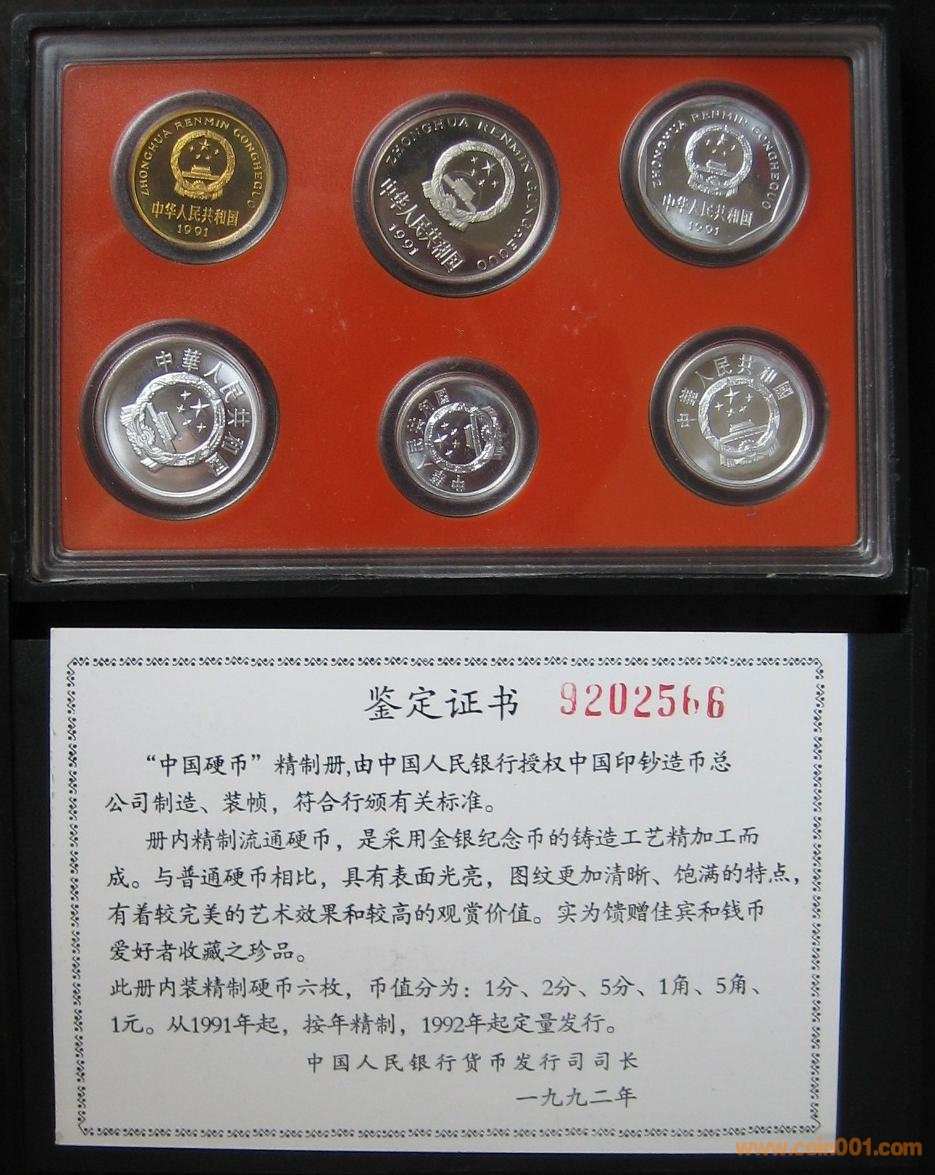 ZHONGHUA RENMIN GONGHEGUO
中华人民共和国
1991
ZHONGHUA RENMIN GONGHEGUO
中华人民共和国
1991
ZHONGHUA RENMIN GONGHEGUO
中华人民共和国
1991
中華人民共和國
中華人民共和國
中華人民共和國
鉴定证书 9202566
“中国硬币”精制册,由中国人民银行授权中国印钞造币总
公司制造、装帧，符合行颁有关标准。
册内精制流通硬币，是采用金银纪念币的铸造工艺精加工而
成。与普通硬币相比，具有表面光亮，图纹更加清晰、饱满的特点，
有着较完美的艺术效果和较高的观赏价值。实为馈赠佳宾和钱币
爱好者收藏之珍品。
此册内装精制硬币六枚，币值分为：1分、2分、5分、1角、5角、
1元。从1991年起，按年精制，1992年起定量发行。
中国人民银行货币发行司司长
一九九二年
www.coin001.com